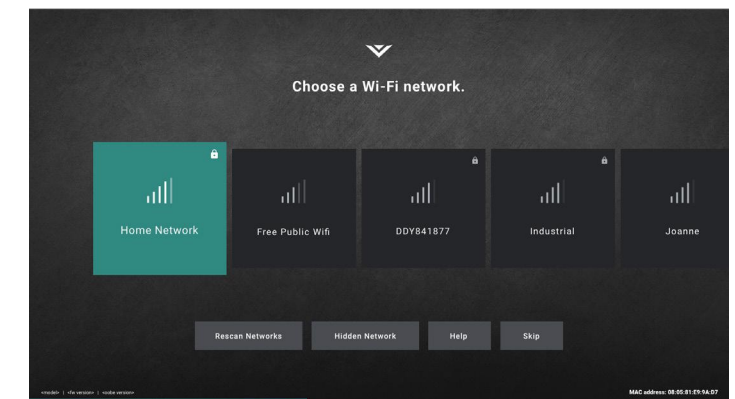 Choose a Wi-Fi network.
Home Network
Free Public Wifi
DDY841877
Industrial
Joanne
Rescan Networks
Hidden Network
Help
Skip
<model> | <fw version> | <oobe version>
MAC address: 08:05:81:E9:9A:D7